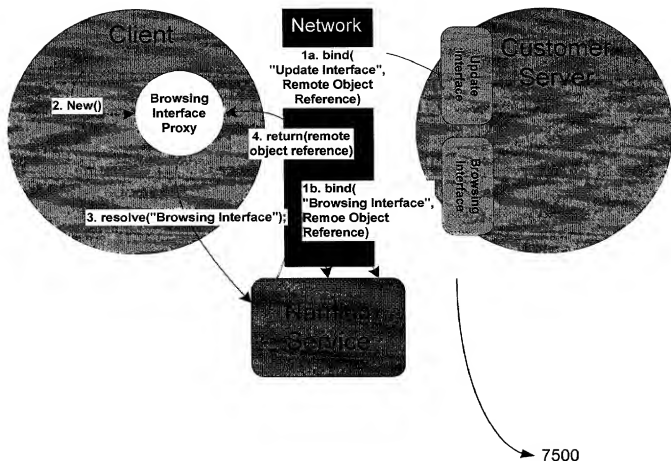 Client
Network
Customer
Server
1a. bind(
"Update Interface",
Remote Object
Reference)
Update
Interface
2. New()
Browsing
Interface
Proxy
4. return(remote
object reference)
1b. bind(
"Browsing Interface",
Remoe Object
Reference)
Browsing
Interface
3. resolve("Browsing Interface");
Naming
Service
7500